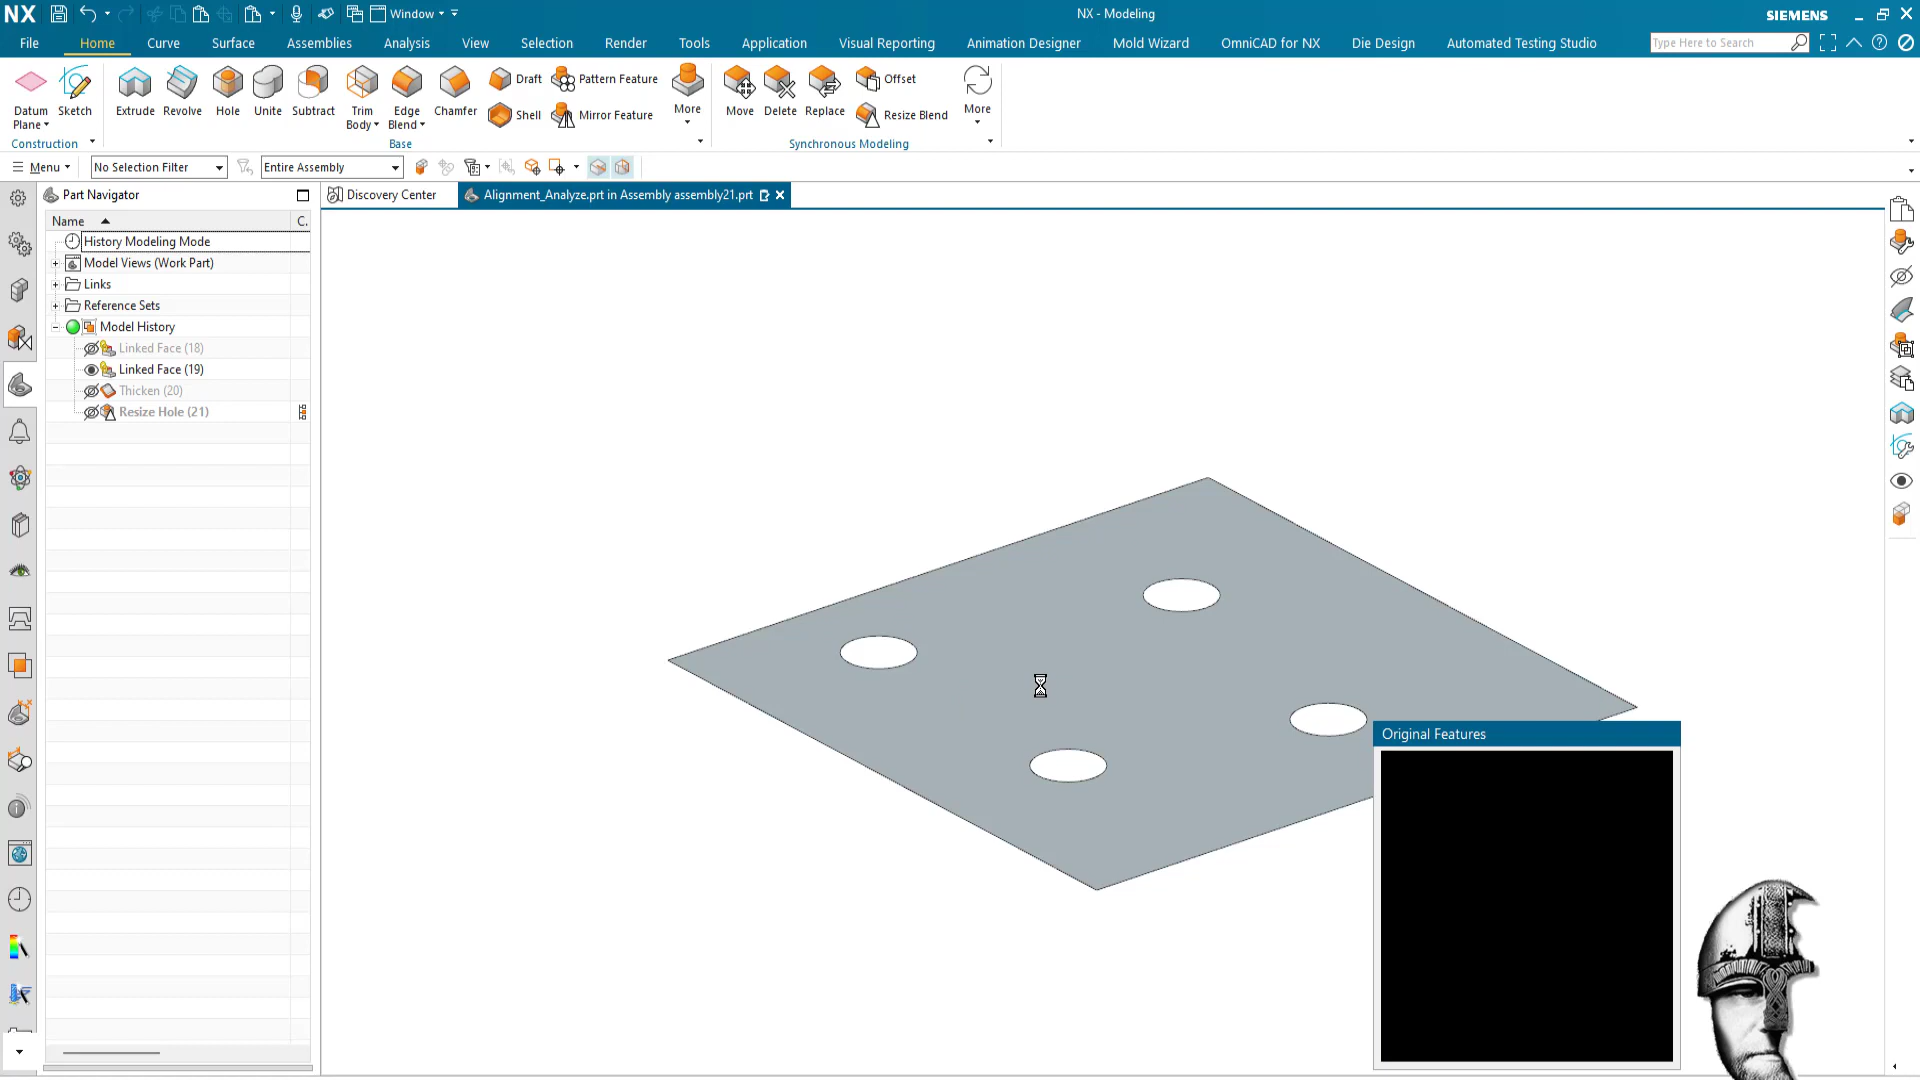 NX Window NX - Modeling SIEMENS
File Home Curve Surface Assemblies Analysis View Selection Render Tools Application Visual Reporting Animation Designer Mold Wizard OmniCAD for NX Die Design Automated Testing Studio Type Here to Search
Datum Plane Sketch Extrude Revolve Hole Unite Subtract Trim Body Edge Blend Chamfer Draft Shell Pattern Feature Mirror Feature More Move Delete Replace Offset Resize Blend More
Construction Base Synchronous Modeling
Menu No Selection Filter Entire Assembly
Part Navigator Discovery Center Alignment_Analyze.prt in Assembly assembly21.prt
Name C.
History Modeling Mode
Model Views (Work Part)
Links
Reference Sets
Model History
Linked Face (18)
Linked Face (19)
Thicken (20)
Resize Hole (21)
Original Features